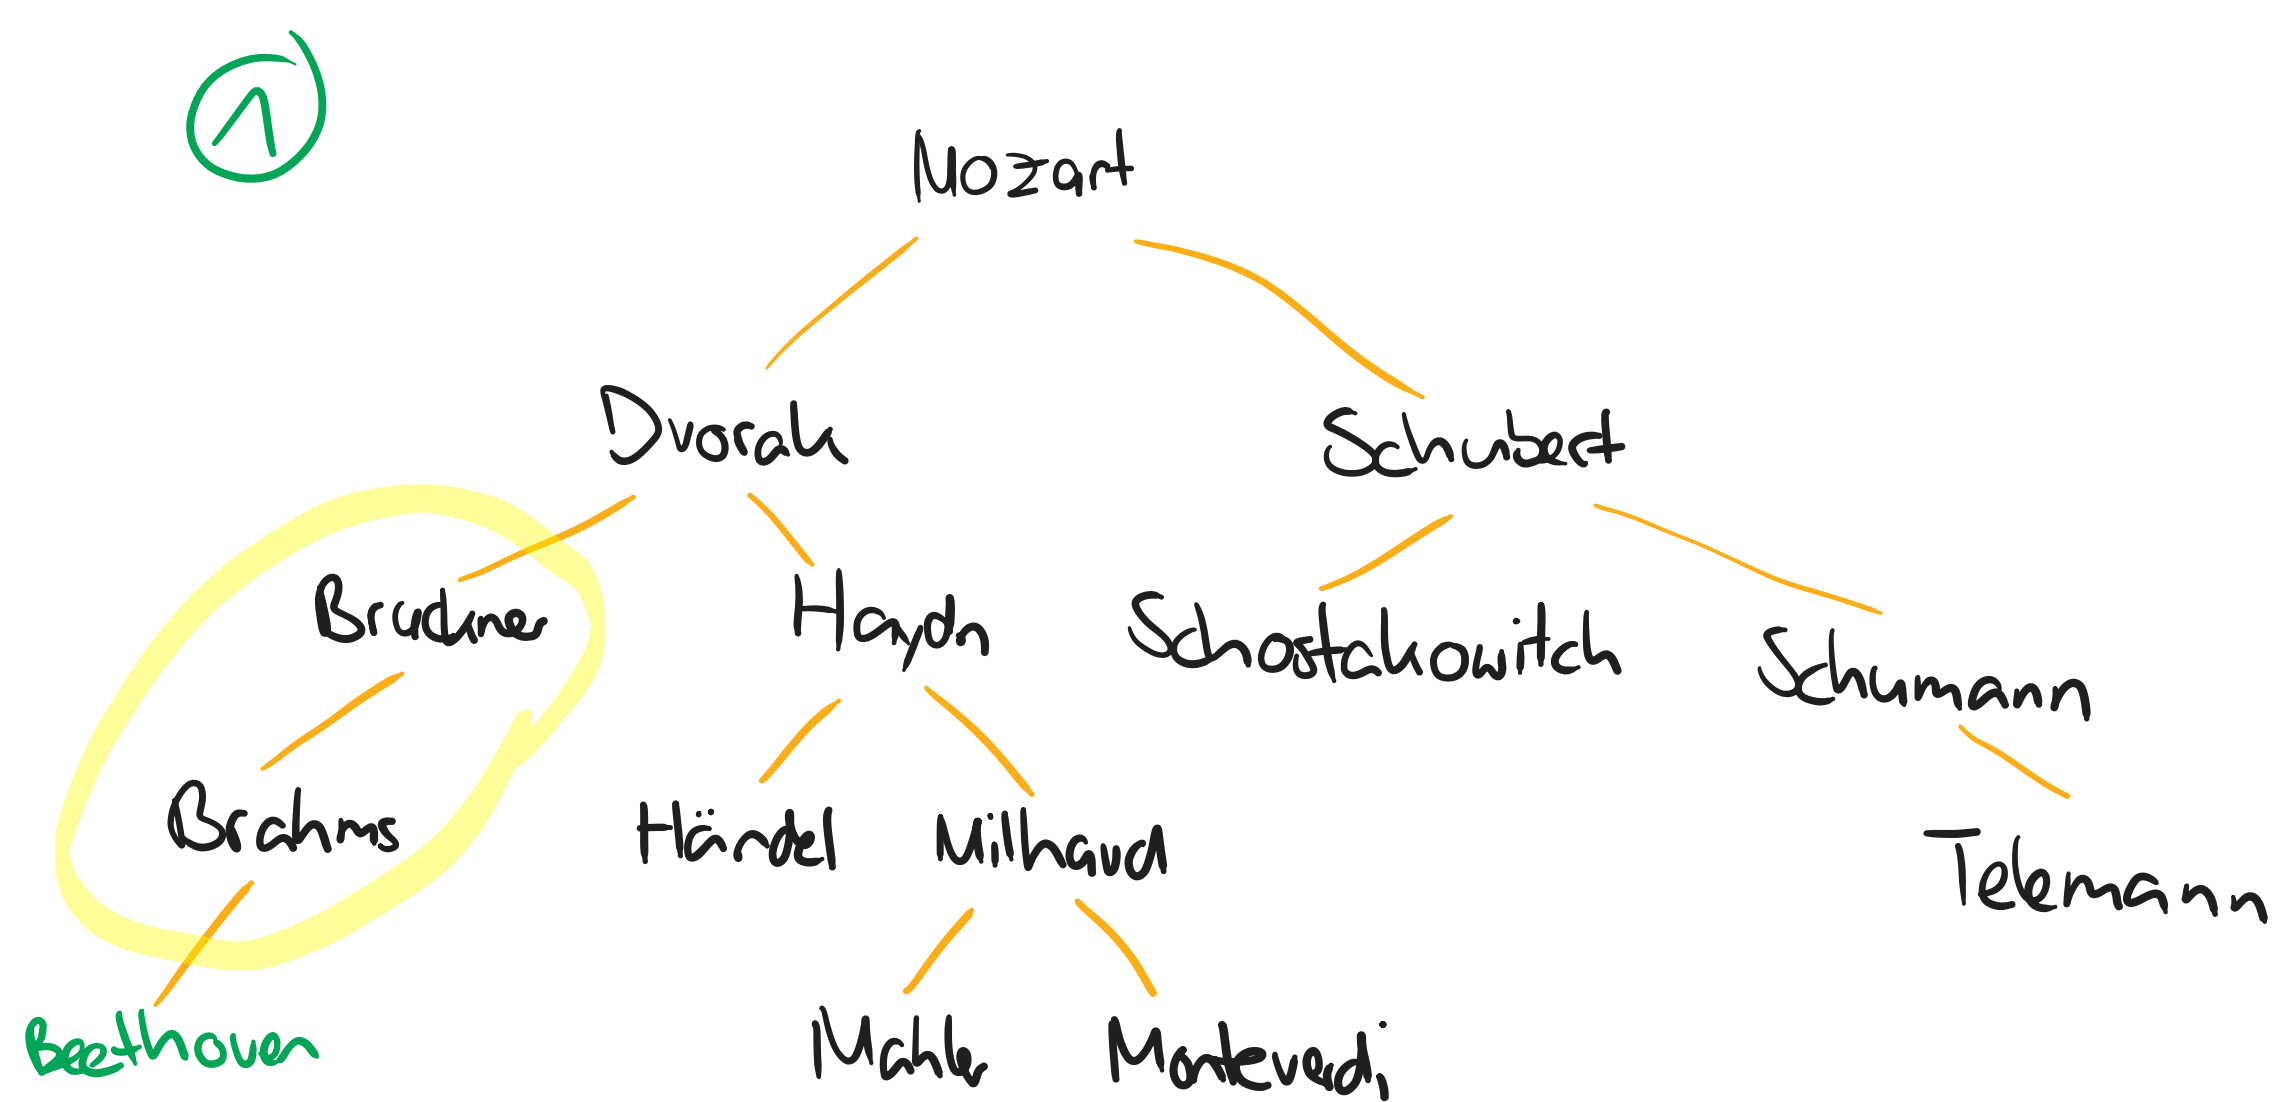 1
Mozart
Dvorak Schubert
Bruckner Haydn Schostakowitch Schumann
Brahms Händel Milhaud Telemann
Beethoven Mahler Monteverdi